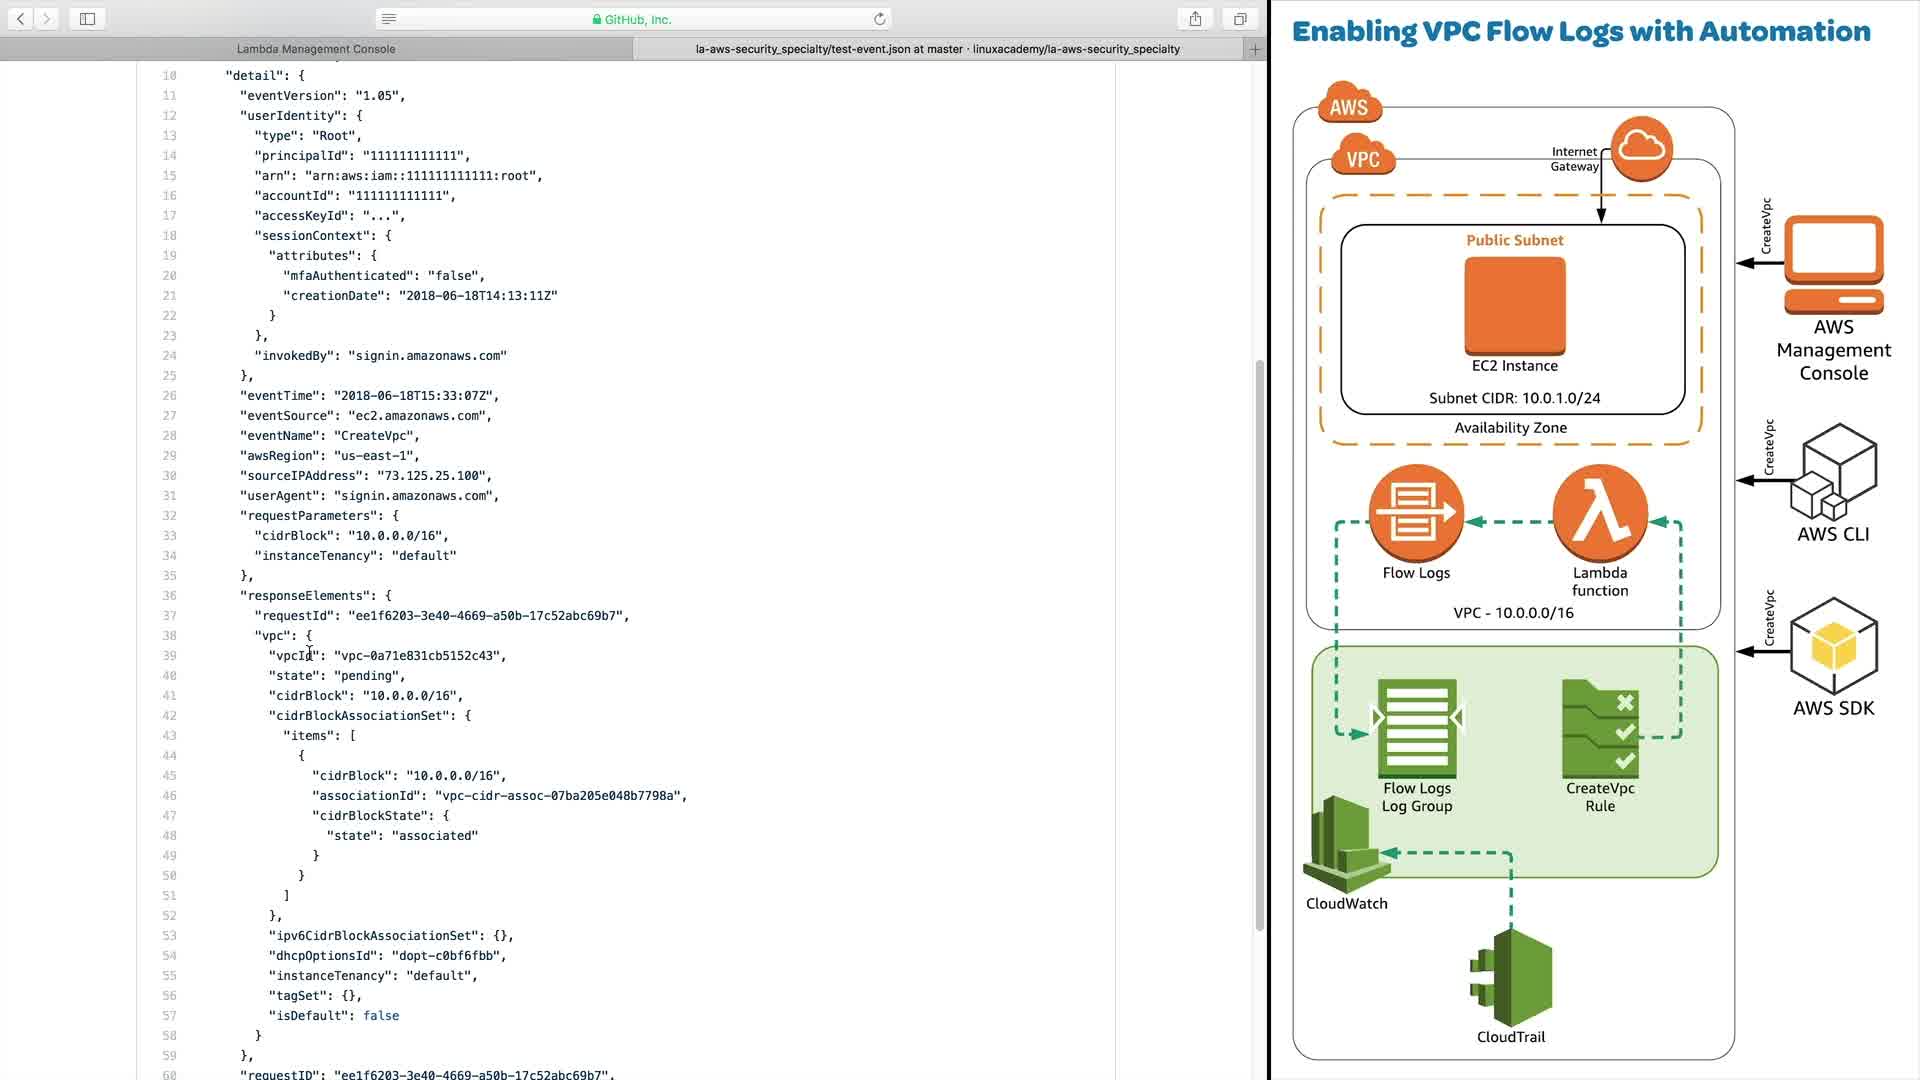 GitHub, Inc.
Lambda Management Console
la-aws-security_specialty/test-event.json at master · linuxacademy/la-aws-security_specialty
10 "detail": {
11 "eventVersion": "1.05",
12 "userIdentity": {
13 "type": "Root",
14 "principalId": "111111111111",
15 "arn": "arn:aws:iam::111111111111:root",
16 "accountId": "111111111111",
17 "accessKeyId": "...",
18 "sessionContext": {
19 "attributes": {
20 "mfaAuthenticated": "false",
21 "creationDate": "2018-06-18T14:13:11Z"
22 }
23 },
24 "invokedBy": "signin.amazonaws.com"
25 },
26 "eventTime": "2018-06-18T15:33:07Z",
27 "eventSource": "ec2.amazonaws.com",
28 "eventName": "CreateVpc",
29 "awsRegion": "us-east-1",
30 "sourceIPAddress": "73.125.25.100",
31 "userAgent": "signin.amazonaws.com",
32 "requestParameters": {
33 "cidrBlock": "10.0.0.0/16",
34 "instanceTenancy": "default"
35 },
36 "responseElements": {
37 "requestId": "ee1f6203-3e40-4669-a50b-17c52abc69b7",
38 "vpc": {
39 "vpcId": "vpc-0a71e831cb5152c43",
40 "state": "pending",
41 "cidrBlock": "10.0.0.0/16",
42 "cidrBlockAssociationSet": {
43 "items": [
44 {
45 "cidrBlock": "10.0.0.0/16",
46 "associationId": "vpc-cidr-assoc-07ba205e048b7798a",
47 "cidrBlockState": {
48 "state": "associated"
49 }
50 }
51 ]
52 },
53 "ipv6CidrBlockAssociationSet": {},
54 "dhcpOptionsId": "dopt-c0bf6fbb",
55 "instanceTenancy": "default",
56 "tagSet": {},
57 "isDefault": false
58 }
59 },
60 "requestID": "ee1f6203-3e40-4669-a50b-17c52abc69b7",
Enabling VPC Flow Logs with Automation
AWS
VPC
Internet
Gateway
Public Subnet
EC2 Instance
Subnet CIDR: 10.0.1.0/24
Availability Zone
Flow Logs
Lambda
function
VPC - 10.0.0.0/16
Flow Logs
Log Group
CreateVpc
Rule
CloudWatch
CloudTrail
CreateVpc
AWS
Management
Console
CreateVpc
AWS CLI
CreateVpc
AWS SDK